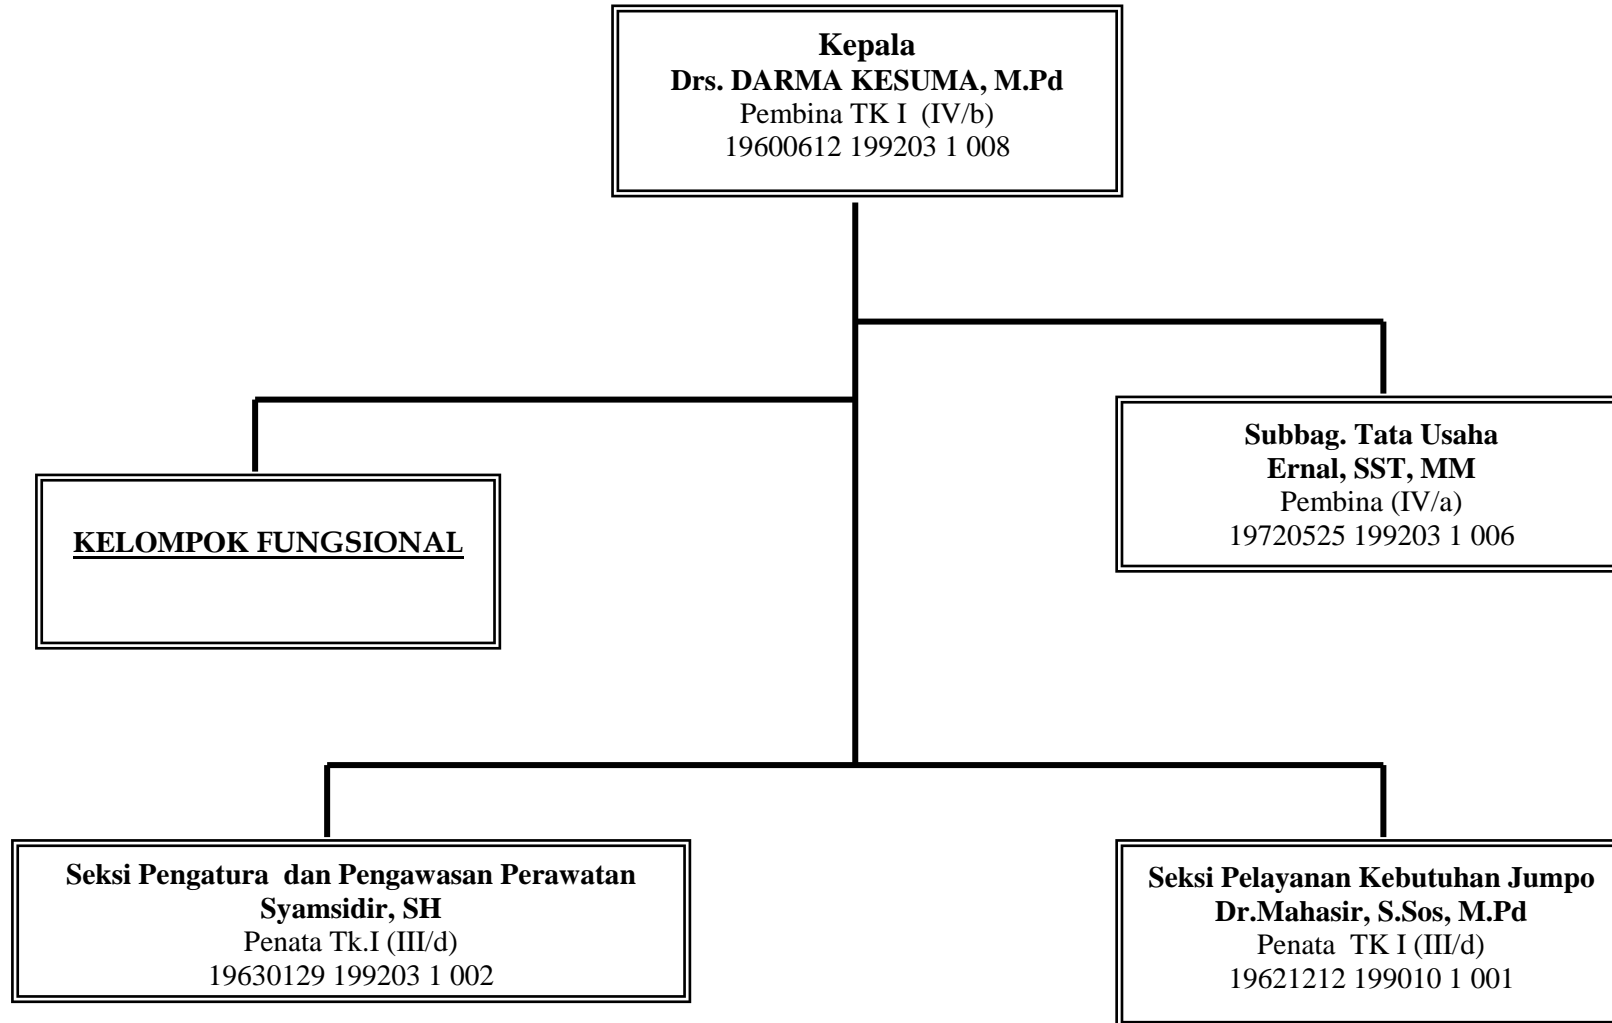 Kepala
Drs. DARMA KESUMA, M.Pd
Pembina TK I (IV/b)
19600612 199203 1 008
Subbag. Tata Usaha
Ernal, SST, MM
Pembina (IV/a)
19720525 199203 1 006
KELOMPOK FUNGSIONAL
Seksi Pengatura dan Pengawasan Perawatan
Syamsidir, SH
Penata Tk.I (III/d)
19630129 199203 1 002
Seksi Pelayanan Kebutuhan Jumpo
Dr.Mahasir, S.Sos, M.Pd
Penata TK I (III/d)
19621212 199010 1 001